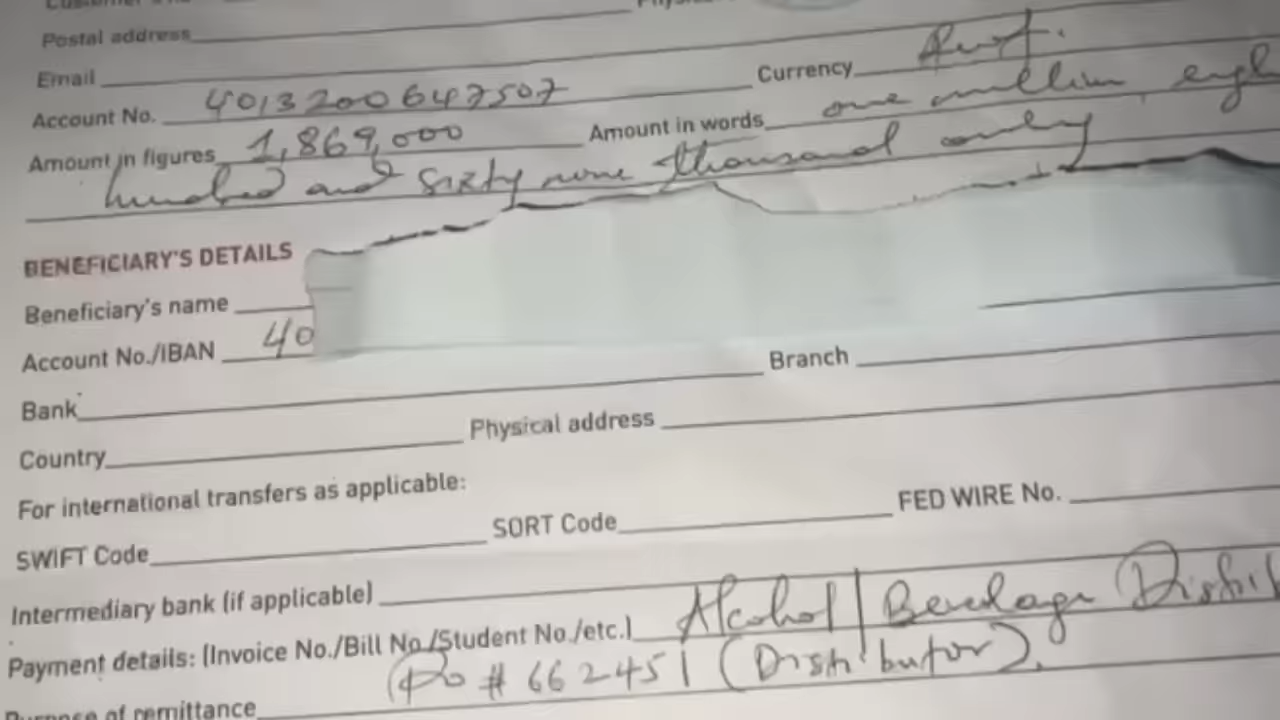 Postal address
Email
Currency Rwf.
Account No. 4013200647507
Amount in figures 1,869,000 Amount in words one million,
hundred and sixty nine thousand only
BENEFICIARY'S DETAILS
Beneficiary's name
Account No./IBAN 40
Branch
Bank
Physical address
Country
For international transfers as applicable:
FED WIRE No.
SORT Code
SWIFT Code
Intermediary bank (if applicable)
Payment details: (Invoice No./Bill No./Student No./etc.) Alcohol / Beverage
Po # 662451 (Distributor).
Purpose of remittance